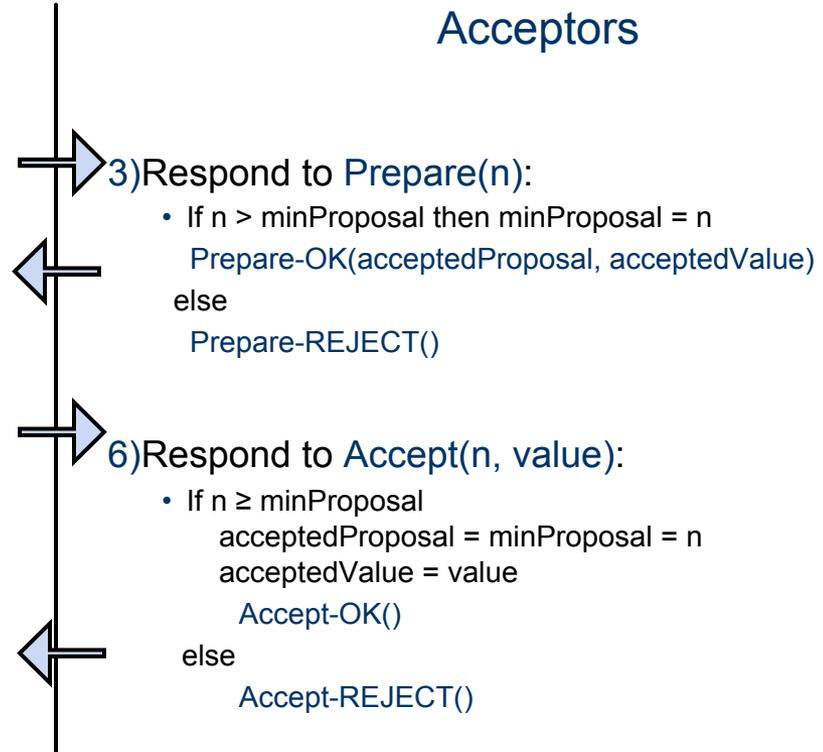 Acceptors
3)Respond to Prepare(n):
• If n > minProposal then minProposal = n
Prepare-OK(acceptedProposal, acceptedValue)
else
Prepare-REJECT()
6)Respond to Accept(n, value):
• If n ≥ minProposal
acceptedProposal = minProposal = n
acceptedValue = value
Accept-OK()
else
Accept-REJECT()